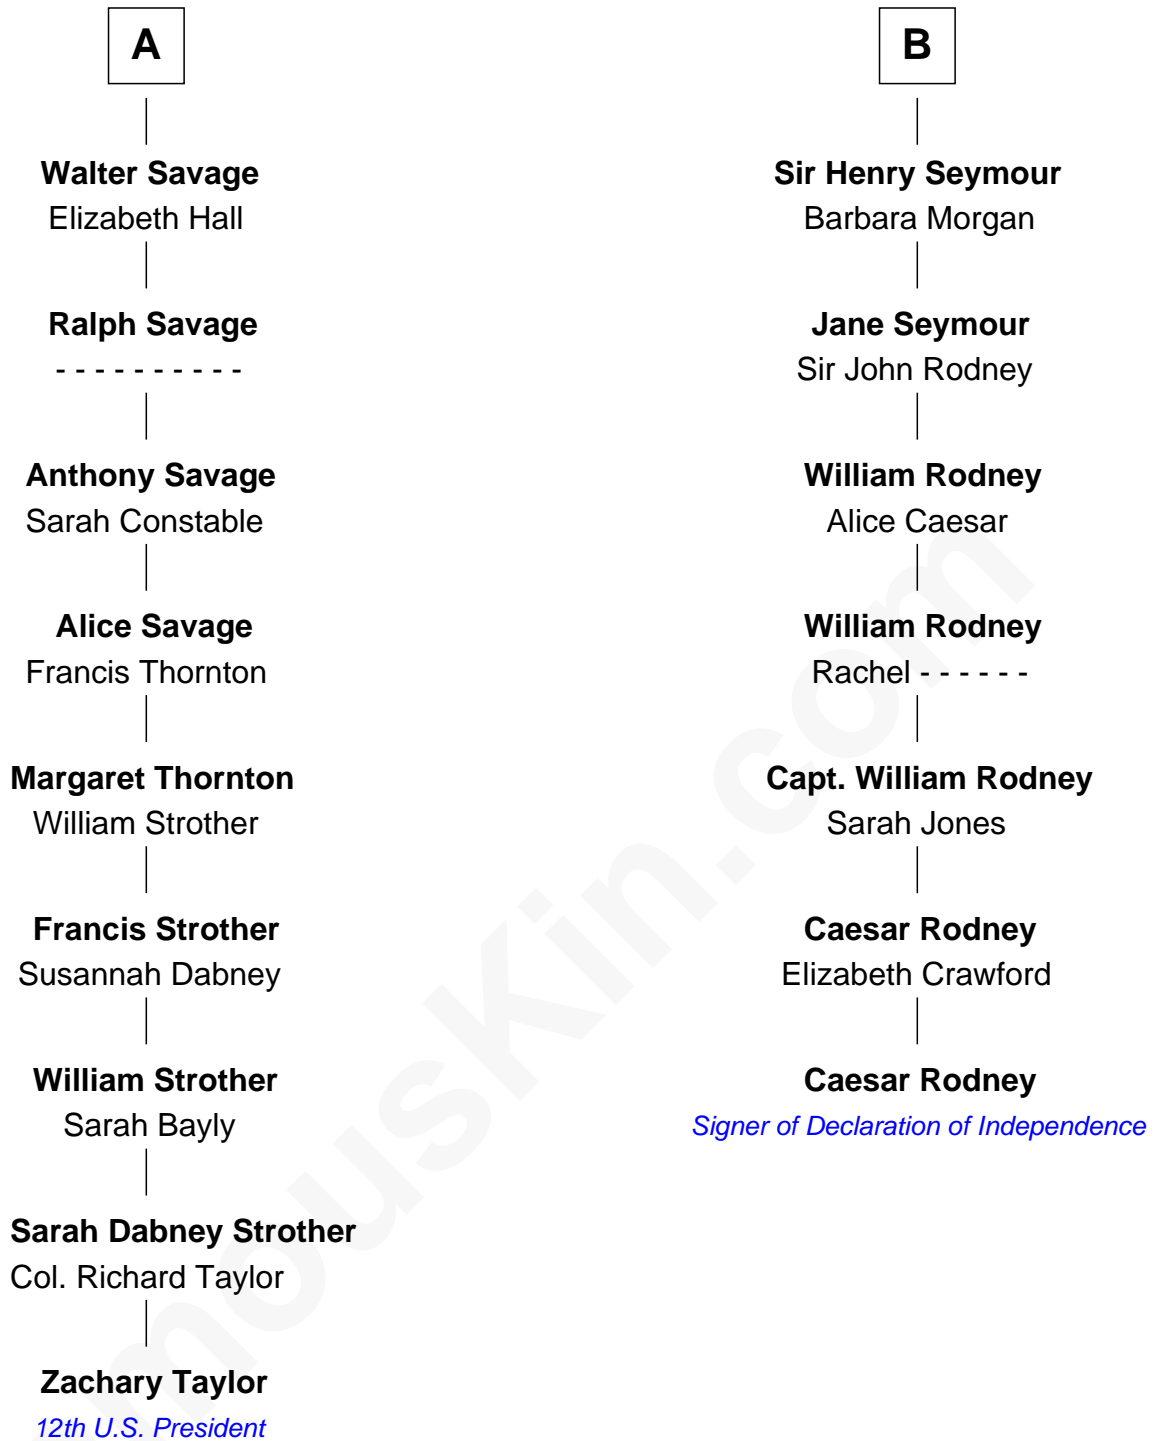 A
Walter Savage
Elizabeth Hall
Ralph Savage
- - - - - - - - - -
Anthony Savage
Sarah Constable
Alice Savage
Francis Thornton
Margaret Thornton
William Strother
Francis Strother
Susannah Dabney
William Strother
Sarah Bayly
Sarah Dabney Strother
Col. Richard Taylor
Zachary Taylor
12th U.S. President
B
Sir Henry Seymour
Barbara Morgan
Jane Seymour
Sir John Rodney
William Rodney
Alice Caesar
William Rodney
Rachel - - - - - -
Capt. William Rodney
Sarah Jones
Caesar Rodney
Elizabeth Crawford
Caesar Rodney
Signer of Declaration of Independence
mousKin.com